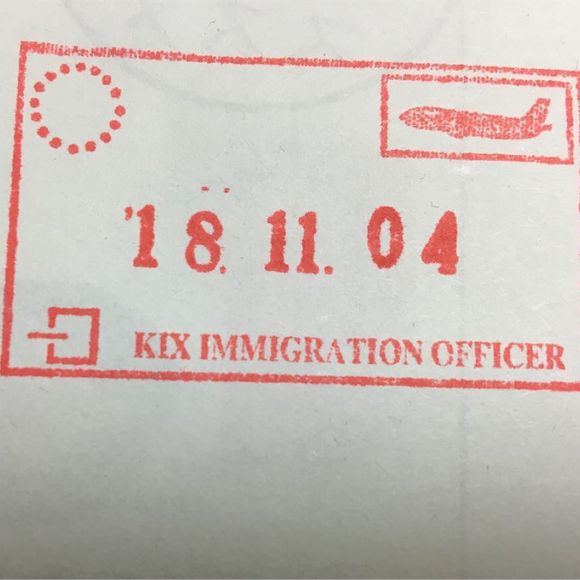 '18. 11. 04
KIX IMMIGRATION OFFICER